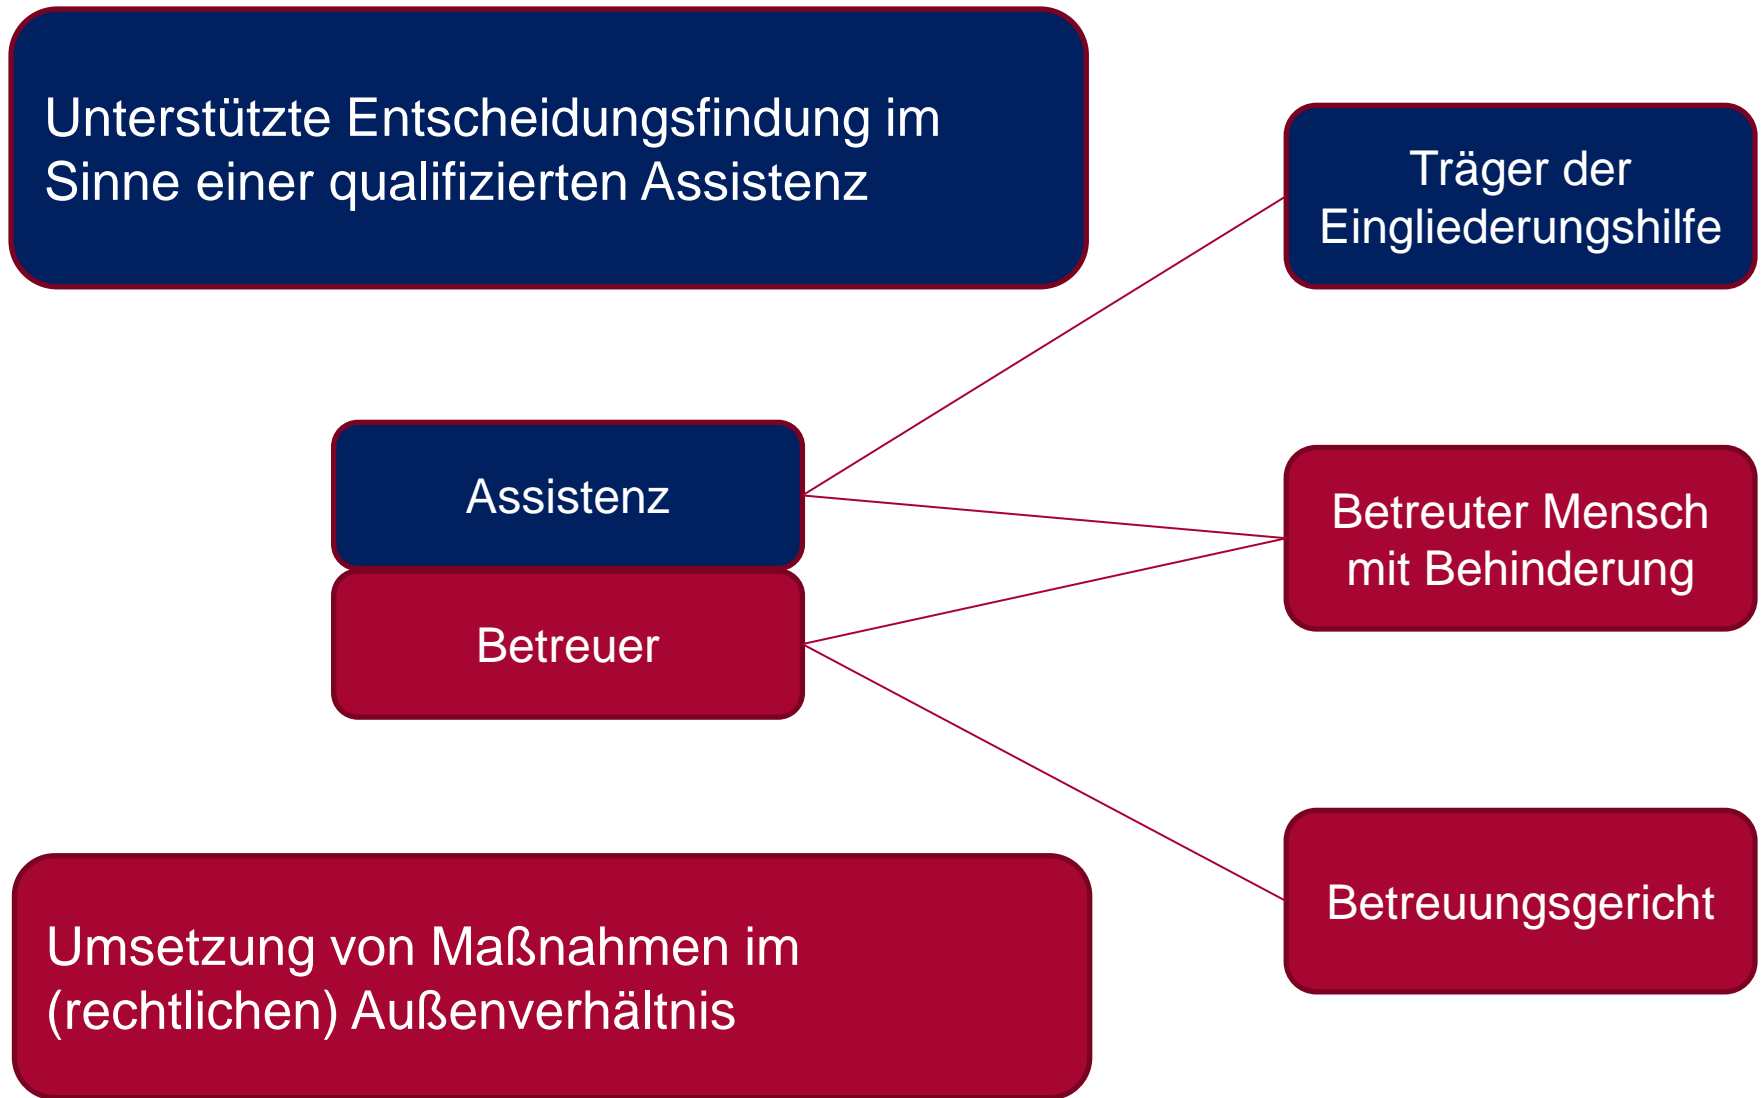 Unterstützte Entscheidungsfindung im
Sinne einer qualifizierten Assistenz
Träger der
Eingliederungshilfe
Assistenz
Betreuer
Betreuter Mensch
mit Behinderung
Betreuungsgericht
Umsetzung von Maßnahmen im
(rechtlichen) Außenverhältnis